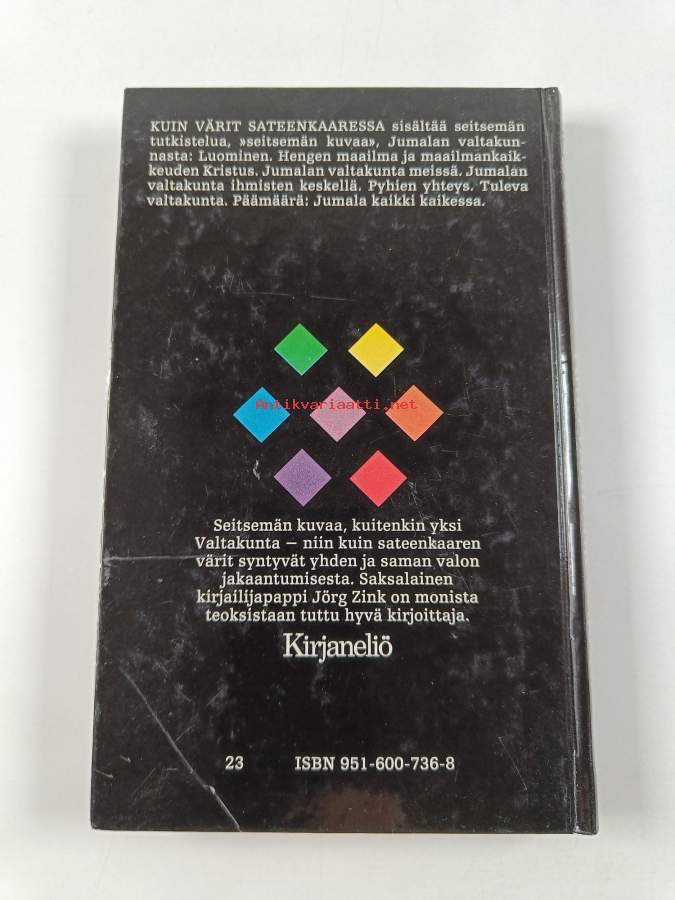 KUIN VÄRIT SATEENKAARESSA sisältää seitsemän
tutkistelua, »seitsemän kuvaa», Jumalan valtakun-
nasta: Luominen. Hengen maailma ja maailmankaik-
keuden Kristus. Jumalan valtakunta meissä. Jumalan
valtakunta ihmisten keskellä. Pyhien yhteys. Tuleva
valtakunta. Päämäärä: Jumala kaikki kaikessa.
Antikvariaatti.net
Seitsemän kuvaa, kuitenkin yksi
Valtakunta – niin kuin sateenkaaren
värit syntyvät yhden ja saman valon
jakaantumisesta. Saksalainen
kirjailijapappi Jörg Zink on monista
teoksistaan tuttu hyvä kirjoittaja.
Kirjaneliö
23 ISBN 951-600-736-8